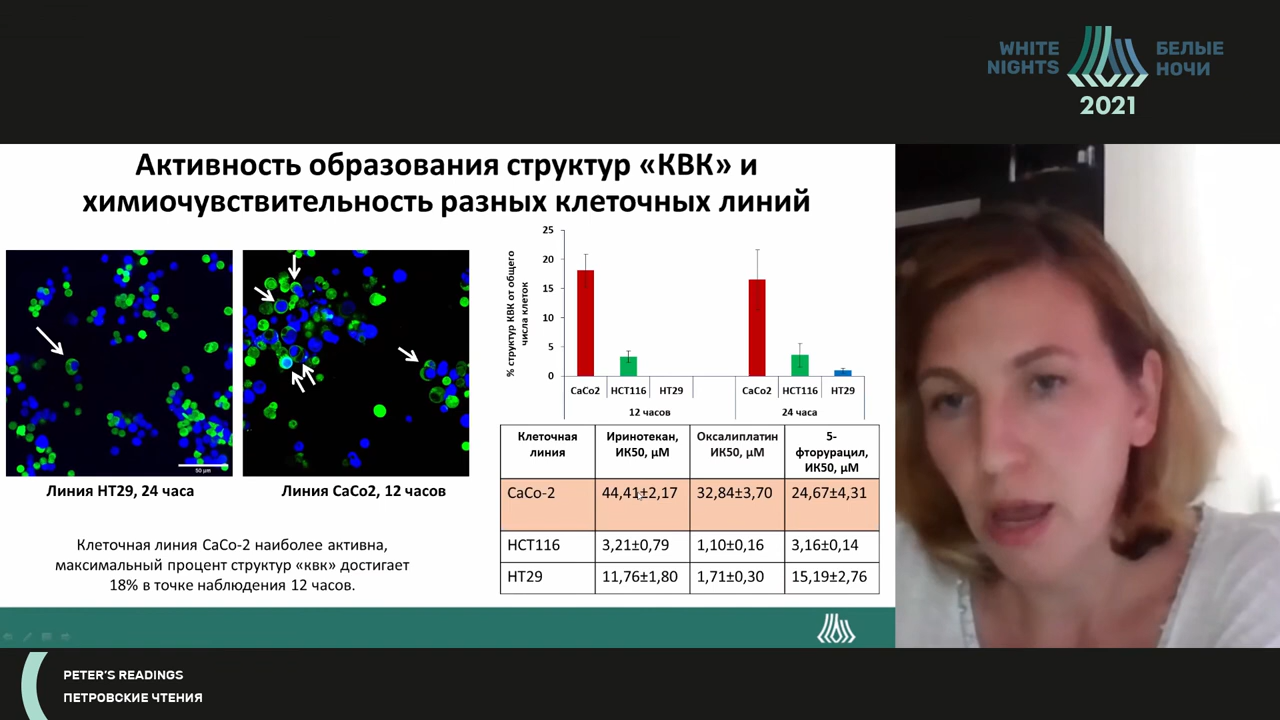 WHITE
NIGHTS
БЕЛЫЕ
НОЧИ
2021
Активность образования структур «КВК» и
химиочувствительность разных клеточных линий
50 μm
Линия HT29, 24 часа
Линия CaCo2, 12 часов
Клеточная линия CaCo-2 наиболее активна,
максимальный процент структур «квк» достигает
18% в точке наблюдения 12 часов.
% структур КВК от общего
числа клеток
25
20
15
10
5
0
CaCo2 HCT116 HT29 CaCo2 HCT116 HT29
12 часов 24 часа
Клеточная линия Иринотекан, ИК50, μМ Оксалиплатин ИК50, μМ 5-фторурацил, ИК50, μМ
CaCo-2 44,41±2,17 32,84±3,70 24,67±4,31
HCT116 3,21±0,79 1,10±0,16 3,16±0,14
HT29 11,76±1,80 1,71±0,30 15,19±2,76
PETER'S READINGS
ПЕТРОВСКИЕ ЧТЕНИЯ